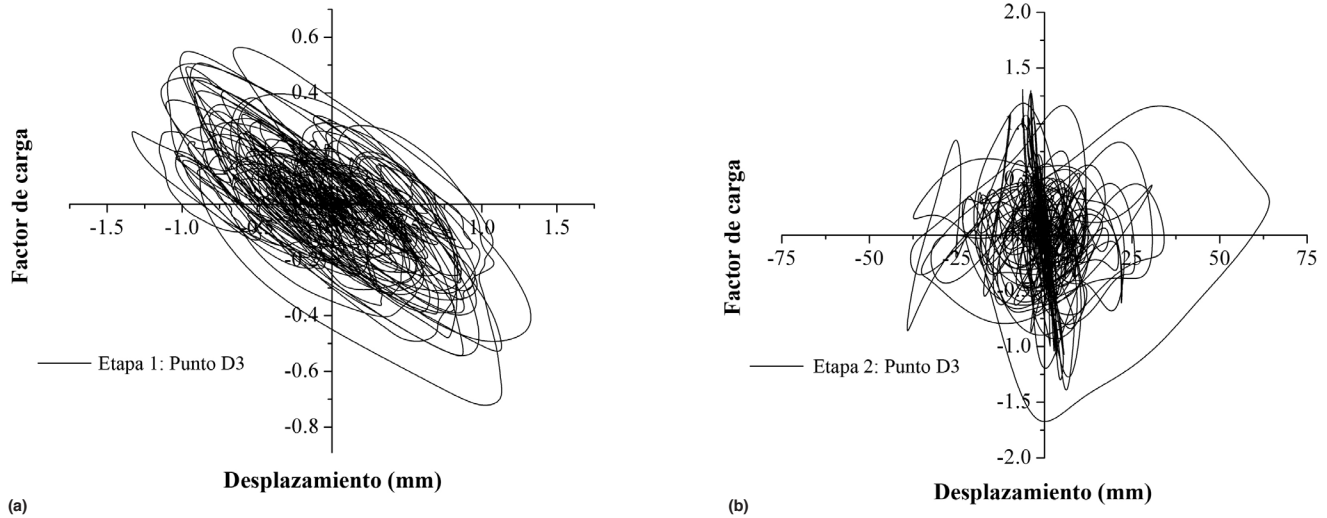 0.6
0.4
-1.5
-1.0
1.0
1.5
-0.4
-0.6
-0.8
Factor de carga
Etapa 1: Punto D3
Desplazamiento (mm)
(a)
2.0
1.5
-75
-50
-25
25
50
75
-1.0
-1.5
-2.0
Factor de carga
Etapa 2: Punto D3
Desplazamiento (mm)
(b)